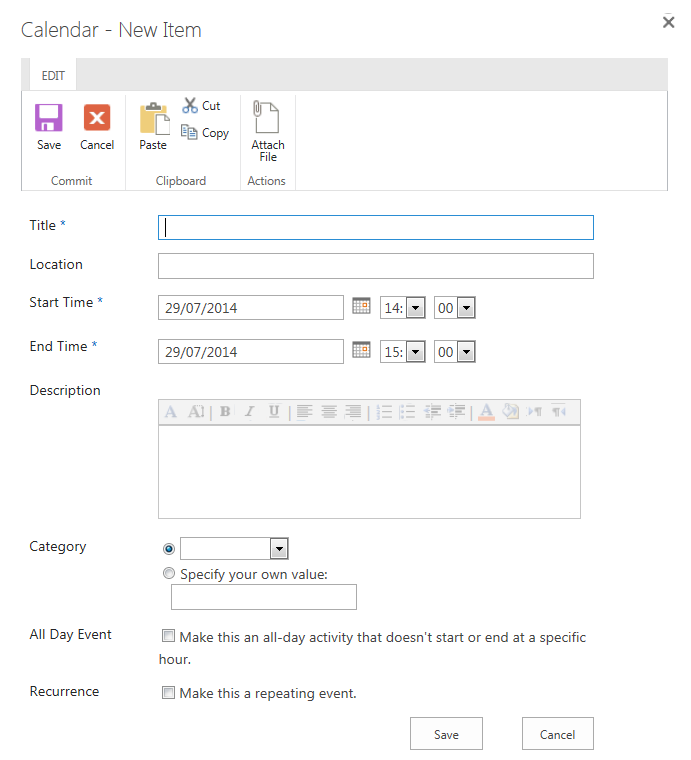 Calendar - New Item
EDIT
Save
Cancel
Paste
Cut
Copy
Attach
File
Commit
Clipboard
Actions
Title *
Location
Start Time *
29/07/2014
14:
00
End Time *
29/07/2014
15:
00
Description
A A B I U A
Category
Specify your own value:
All Day Event
Make this an all-day activity that doesn't start or end at a specific
hour.
Recurrence
Make this a repeating event.
Save
Cancel